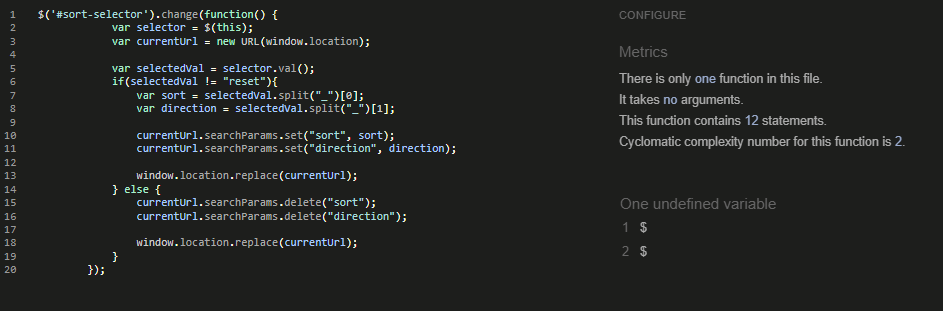 1 $('#sort-selector').change(function() {
2 var selector = $(this);
3 var currentUrl = new URL(window.location);
4
5 var selectedVal = selector.val();
6 if(selectedVal != "reset"){
7 var sort = selectedVal.split("_")[0];
8 var direction = selectedVal.split("_")[1];
9
10 currentUrl.searchParams.set("sort", sort);
11 currentUrl.searchParams.set("direction", direction);
12
13 window.location.replace(currentUrl);
14 } else {
15 currentUrl.searchParams.delete("sort");
16 currentUrl.searchParams.delete("direction");
17
18 window.location.replace(currentUrl);
19 }
20 });
CONFIGURE
Metrics
There is only one function in this file.
It takes no arguments.
This function contains 12 statements.
Cyclomatic complexity number for this function is 2.
One undefined variable
1 $
2 $